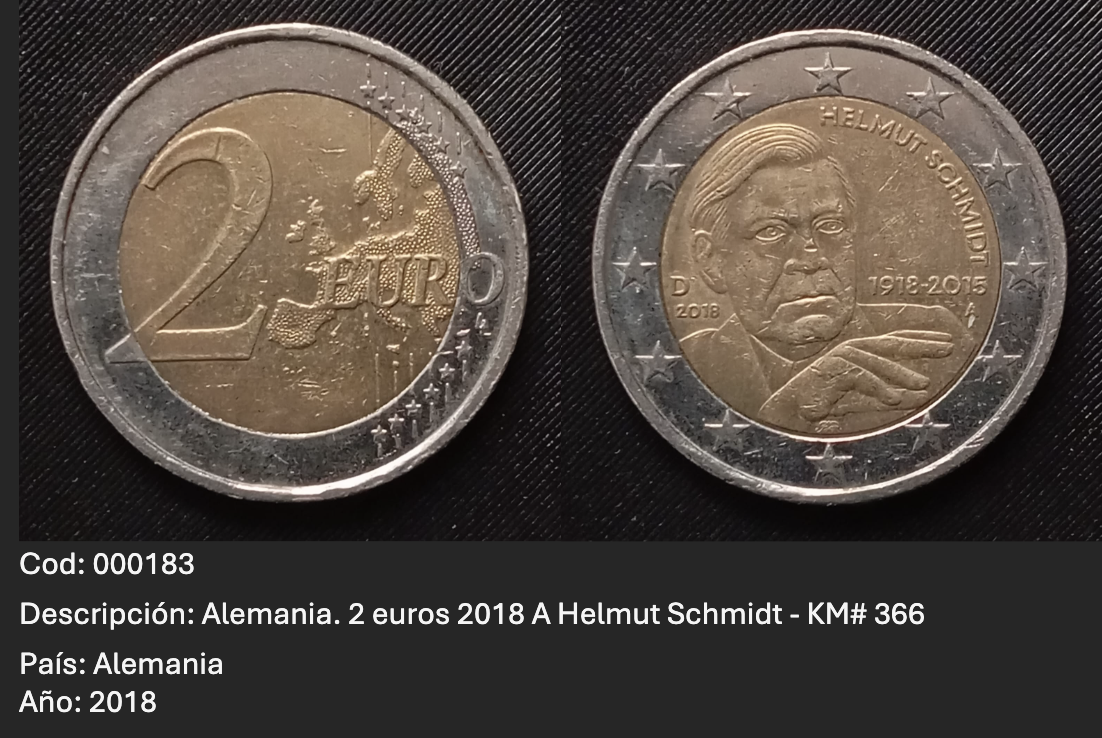 2 EURO
HELMUT SCHMIDT
D
2018
1918-2015
A
Cod: 000183
Descripción: Alemania. 2 euros 2018 A Helmut Schmidt - KM# 366
País: Alemania
Año: 2018